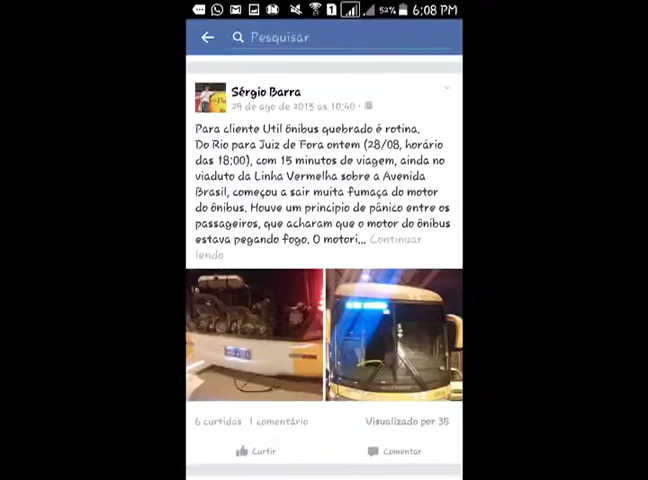 52% 6:08 PM
Pesquisar
Sérgio Barra
29 de ago de 2015 às 10:40
Para cliente Util ônibus quebrado é rotina.
Do Rio para Juiz de Fora ontem (28/08, horário
das 18:00), com 15 minutos de viagem, ainda no
viaduto da Linha Vermelha sobre a Avenida
Brasil, começou a sair muita fumaça do motor
do ônibus. Houve um principio de pânico entre os
passageiros, que acharam que o motor do ônibus
estava pegando fogo. O motori... Continuar
lendo
6 curtidas 1 comentário Visualizado por 35
Curtir Comentar